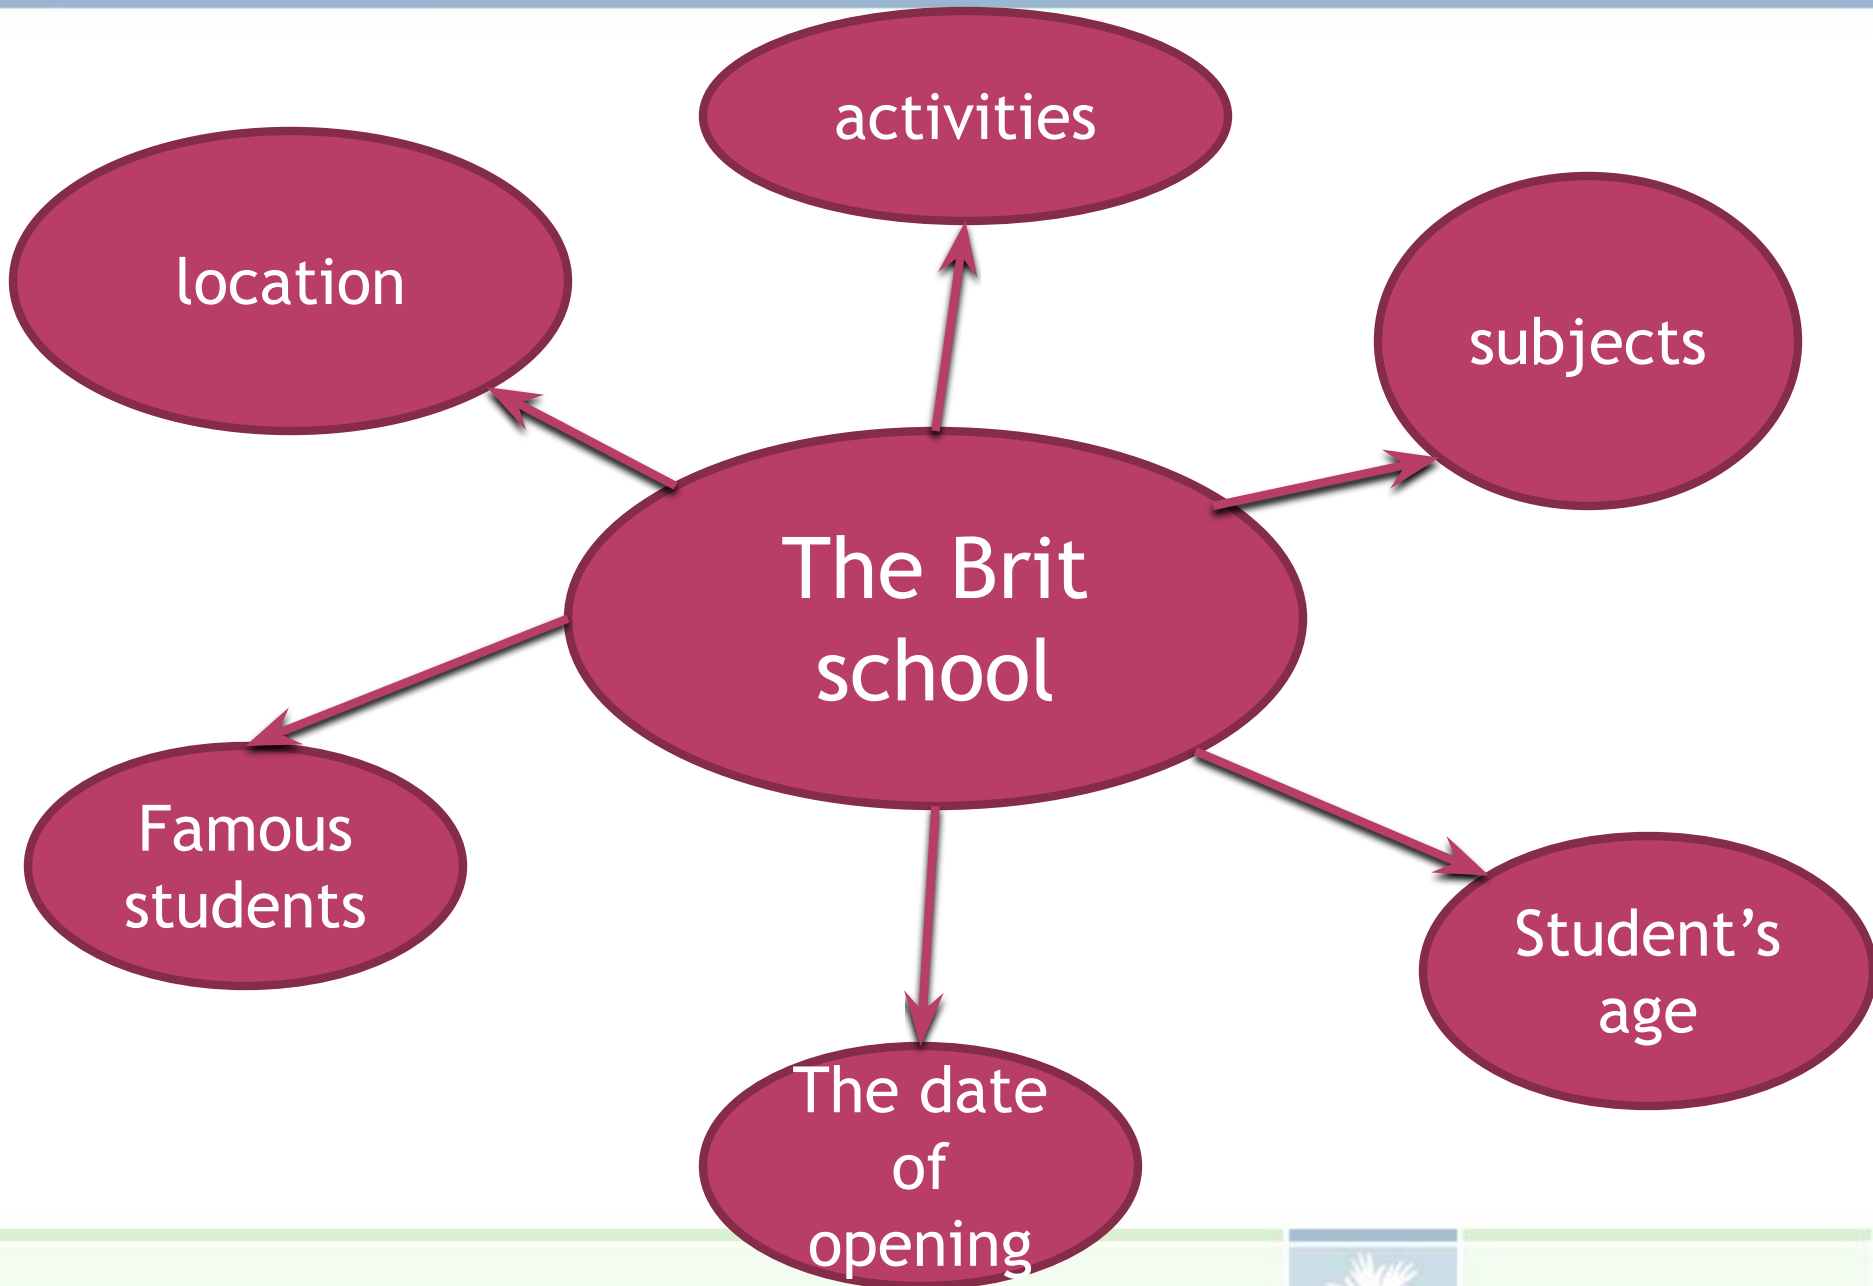 activities
location
subjects
The Brit
school
Famous
students
Student’s
age
The date
of
opening